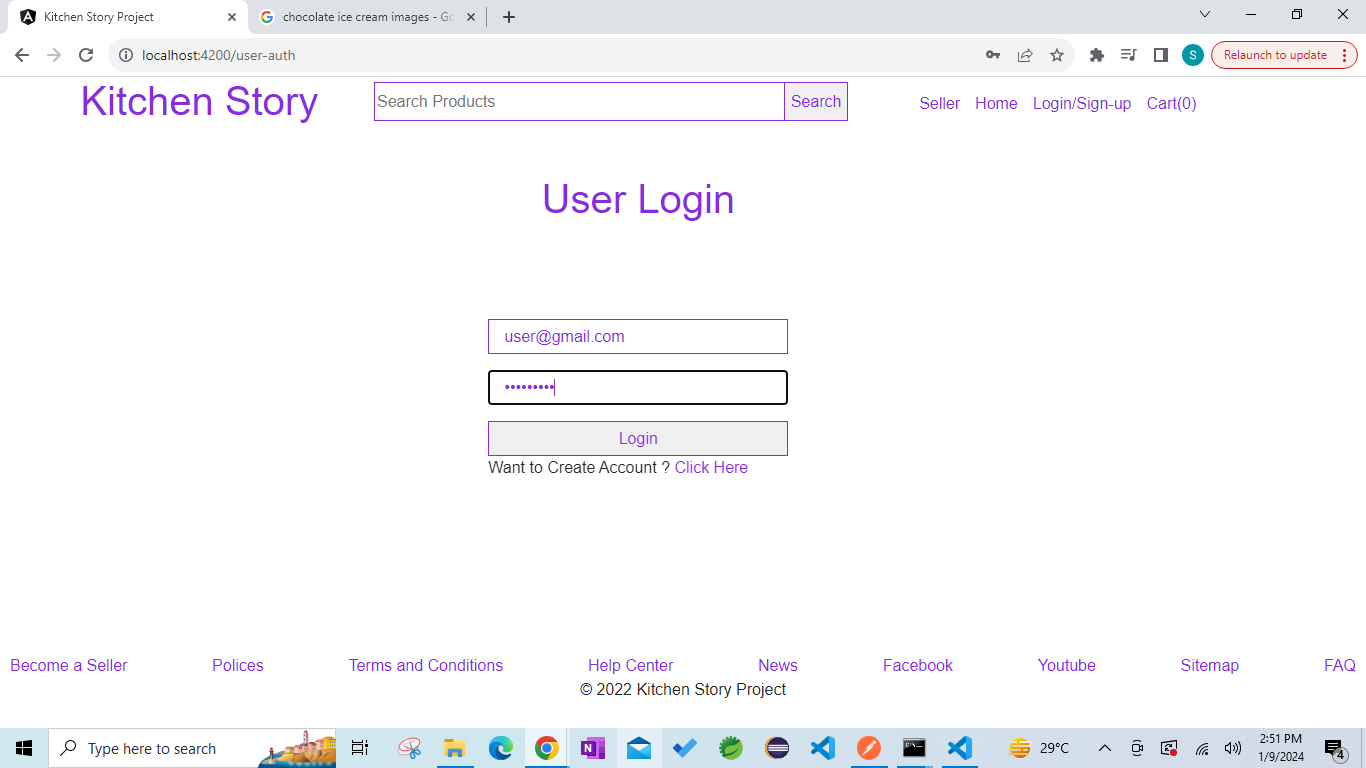 Kitchen Story Project
chocolate ice cream images - Go
localhost:4200/user-auth
S
Relaunch to update
Kitchen Story
Search Products
Search
Seller Home Login/Sign-up Cart(0)
User Login
user@gmail.com
•••••••••
Login
Want to Create Account ? Click Here
Become a Seller Polices Terms and Conditions Help Center News Facebook Youtube Sitemap FAQ
© 2022 Kitchen Story Project
Type here to search
29°C
2:51 PM
1/9/2024
4